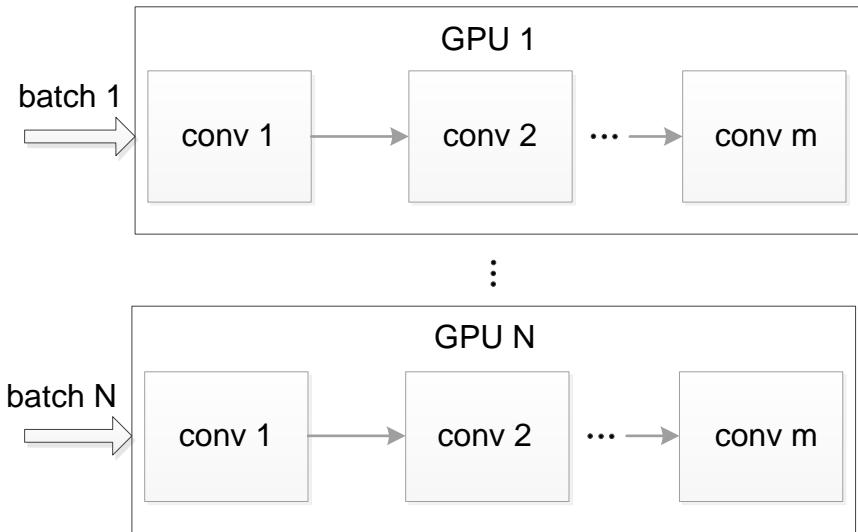 GPU 1
batch 1
conv 1
conv 2
...
conv m
...
GPU N
batch N
conv 1
conv 2
...
conv m